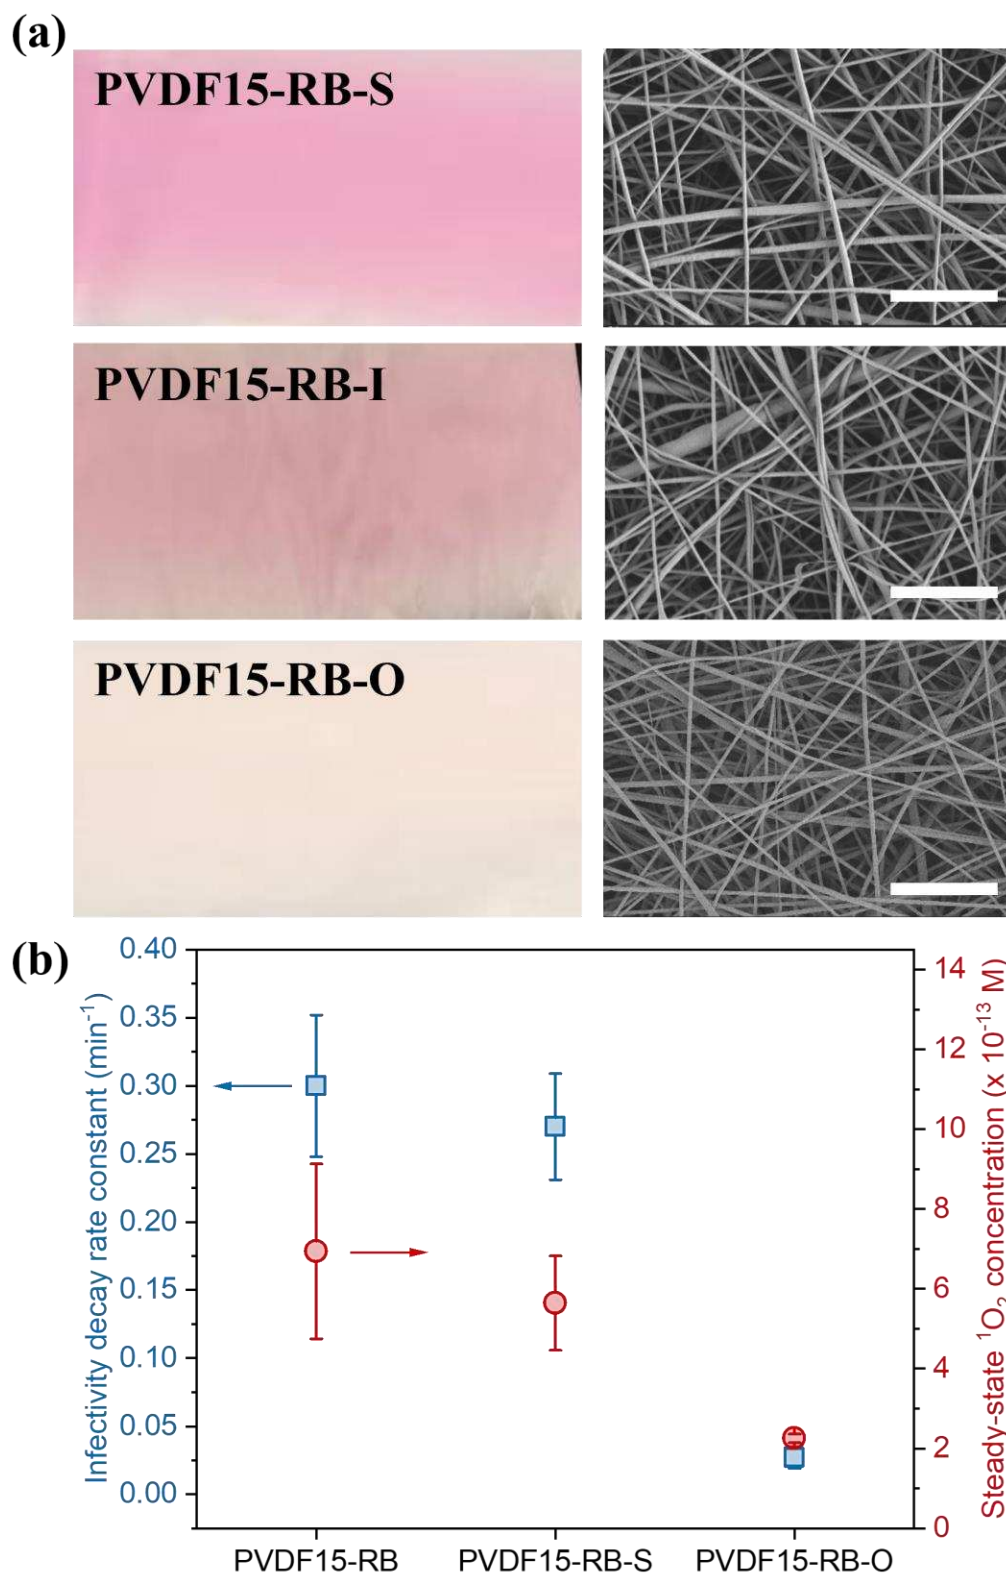 (a)
PVDF15-RB-S
PVDF15-RB-I
PVDF15-RB-O
(b)
Infectivity decay rate constant (min⁻¹)
0.40
0.35
0.30
0.25
0.20
0.15
0.10
0.05
0.00
14
12
10
8
6
4
2
0
Steady-state ¹O₂ concentration (x 10⁻¹³ M)
PVDF15-RB PVDF15-RB-S PVDF15-RB-O